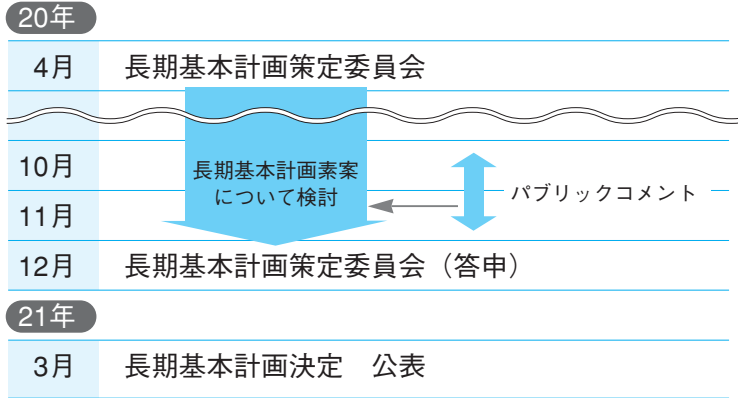 20年
4月 長期基本計画策定委員会
10月
長期基本計画素案
について検討
パブリックコメント
11月
12月 長期基本計画策定委員会（答申）
21年
3月 長期基本計画決定　公表